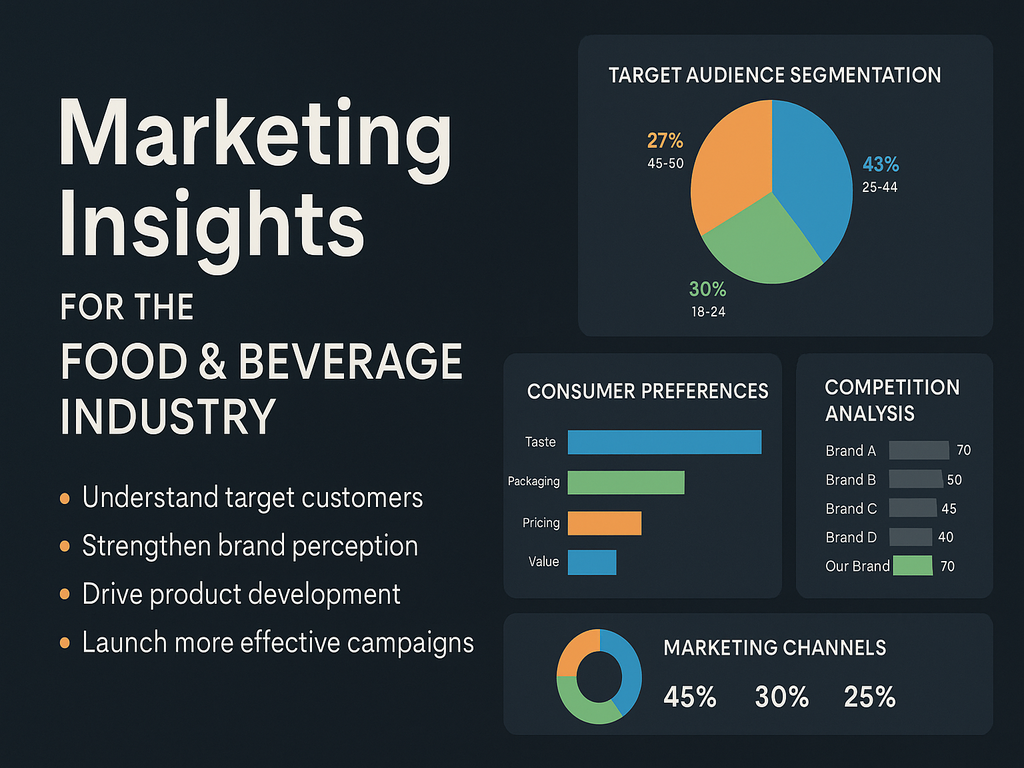 Marketing
Insights
FOR THE
FOOD & BEVERAGE
INDUSTRY
• Understand target customers
• Strengthen brand perception
• Drive product development
• Launch more effective campaigns
TARGET AUDIENCE SEGMENTATION
27%
45-50
43%
25-44
30%
18-24
CONSUMER PREFERENCES
Taste
Packaging
Pricing
Value
COMPETITION
ANALYSIS
Brand A 70
Brand B 50
Brand C 45
Brand D 40
Our Brand 70
MARKETING CHANNELS
45% 30% 25%